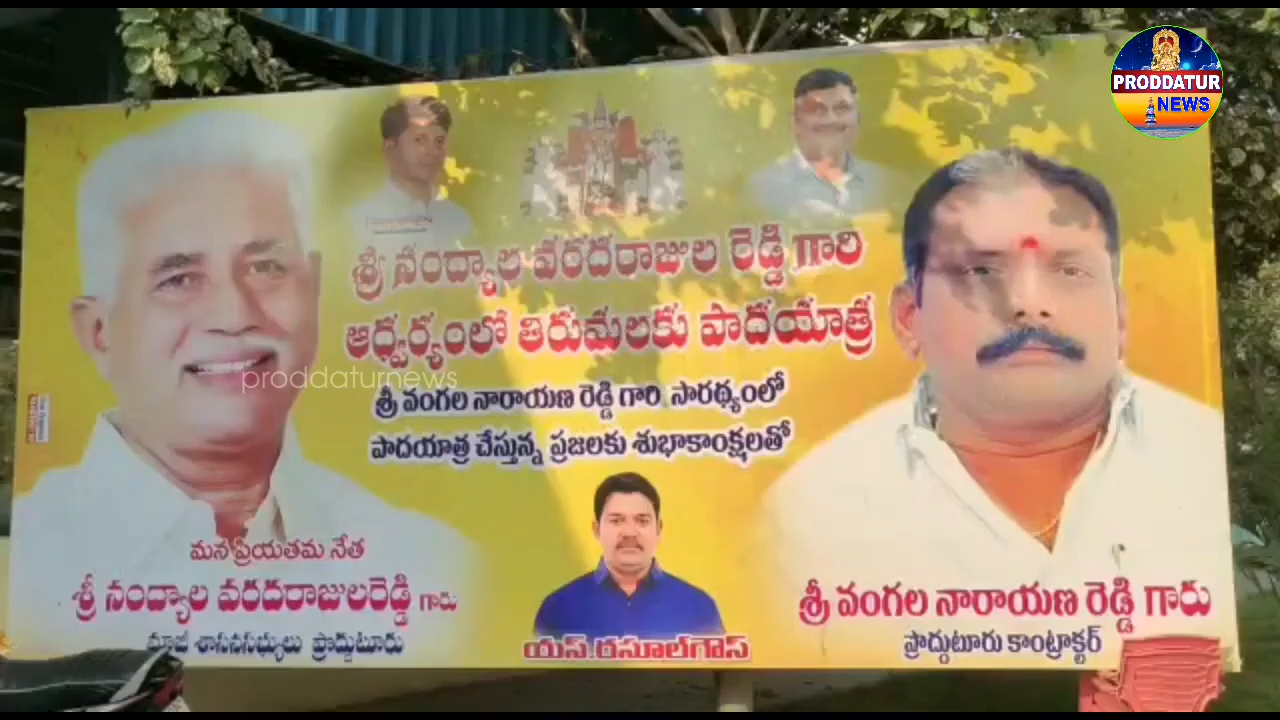 PRODDATUR
NEWS
శ్రీ నంద్యాల వరదరాజుల రెడ్డి గారి
ఆధ్వర్యంలో తిరుమలకు పాదయాత్ర
శ్రీ వంగల నారాయణ రెడ్డి గారి సారథ్యంలో
పాదయాత్ర చేస్తున్న ప్రజలకు శుభాకాంక్షలతో
proddaturnews
మన ప్రియతమ నేత
శ్రీ నంద్యాల వరదరాజులరెడ్డి గారు
మాజీ శాసనసభ్యులు ప్రొద్దుటూరు
యస్.రసూల్‌గౌస్
శ్రీ వంగల నారాయణ రెడ్డి గారు
ప్రొద్దుటూరు కాంట్రాక్టర్